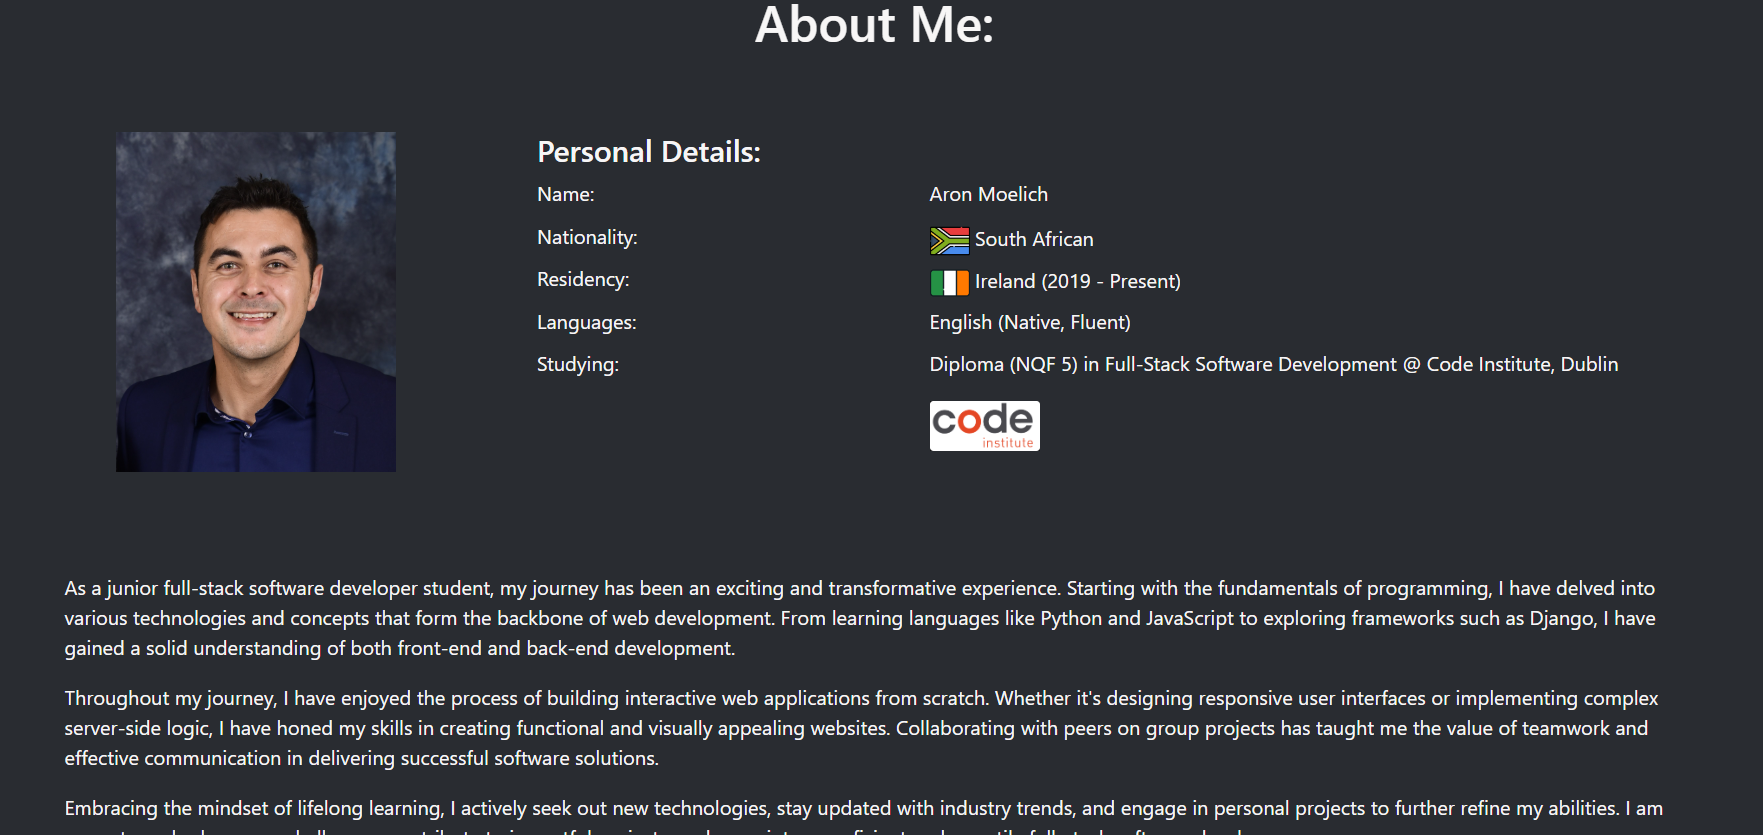 About Me:
Personal Details:
Name:
Aron Moelich
Nationality:
South African
Residency:
Ireland (2019 - Present)
Languages:
English (Native, Fluent)
Studying:
Diploma (NQF 5) in Full-Stack Software Development @ Code Institute, Dublin
code
institute
As a junior full-stack software developer student, my journey has been an exciting and transformative experience. Starting with the fundamentals of programming, I have delved into
various technologies and concepts that form the backbone of web development. From learning languages like Python and JavaScript to exploring frameworks such as Django, I have
gained a solid understanding of both front-end and back-end development.
Throughout my journey, I have enjoyed the process of building interactive web applications from scratch. Whether it's designing responsive user interfaces or implementing complex
server-side logic, I have honed my skills in creating functional and visually appealing websites. Collaborating with peers on group projects has taught me the value of teamwork and
effective communication in delivering successful software solutions.
Embracing the mindset of lifelong learning, I actively seek out new technologies, stay updated with industry trends, and engage in personal projects to further refine my abilities. I am